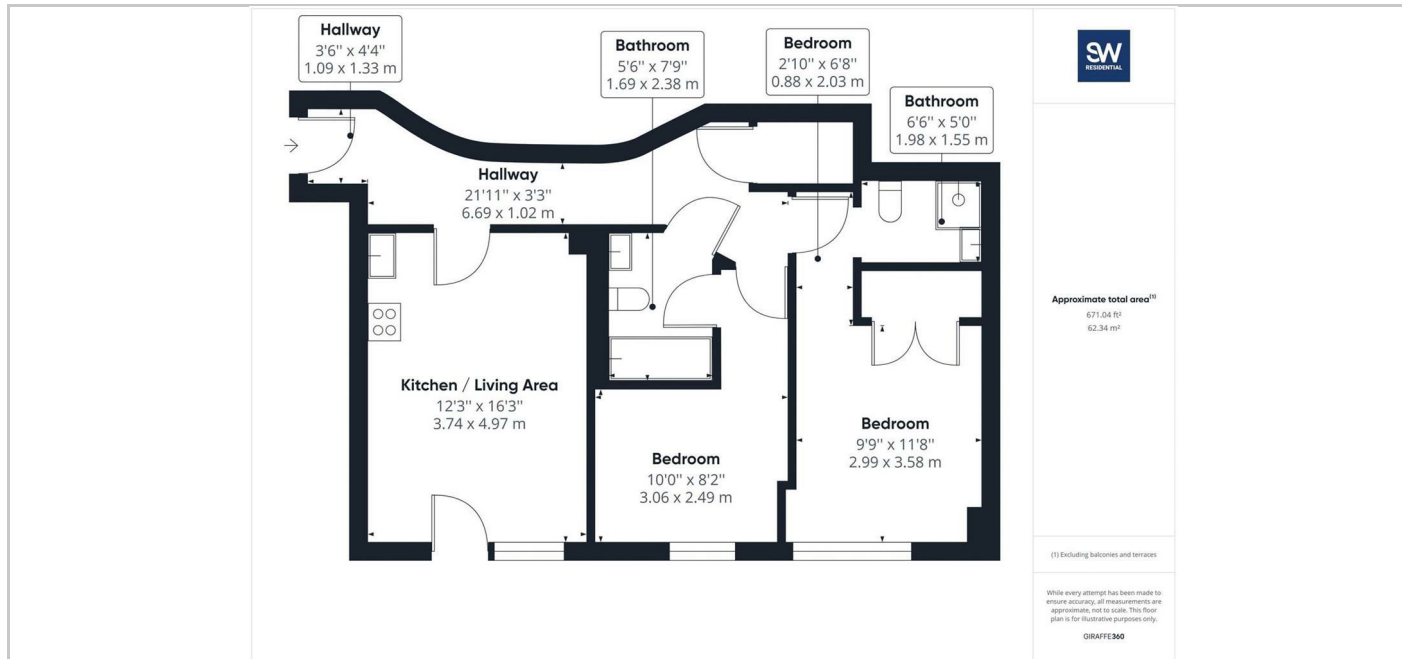 Hallway
3'6'' x 4'4''
1.09 x 1.33 m
Bathroom
5'6'' x 7'9''
1.69 x 2.38 m
Bedroom
2'10'' x 6'8''
0.88 x 2.03 m
Bathroom
6'6'' x 5'0''
1.98 x 1.55 m
Hallway
21'11'' x 3'3''
6.69 x 1.02 m
Kitchen / Living Area
12'3'' x 16'3''
3.74 x 4.97 m
Bedroom
10'0'' x 8'2''
3.06 x 2.49 m
Bedroom
9'9'' x 11'8''
2.99 x 3.58 m
SW
RESIDENTIAL
Approximate total area(1)
671.04 ft²
62.34 m²
(1) Excluding balconies and terraces
While every attempt has been made to
ensure accuracy, all measurements are
approximate, not to scale. This floor
plan is for illustrative purposes only.
GIRAFFE360